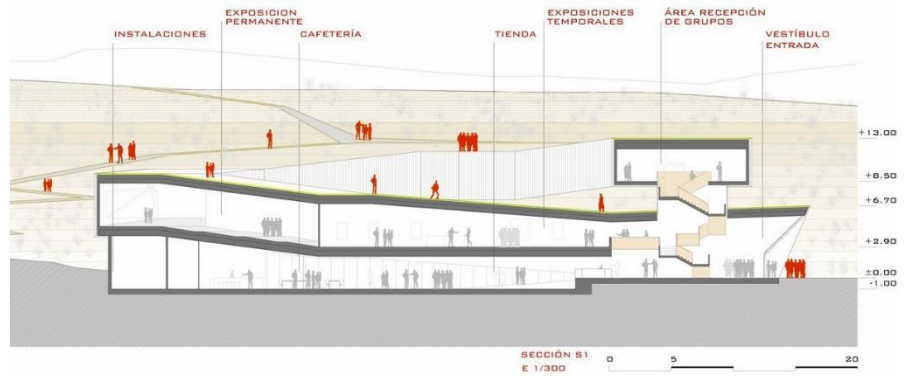 EXPOSICION
PERMANENTE
EXPOSICIONES
TEMPORALES
ÁREA RECEPCIÓN
DE GRUPOS
INSTALACIONES
CAFETERÍA
TIENDA
VESTÍBULO
ENTRADA
+13.00
+8.50
+6.70
+2.90
±0.00
-1.00
SECCIÓN S1
E 1/300
0 5 20